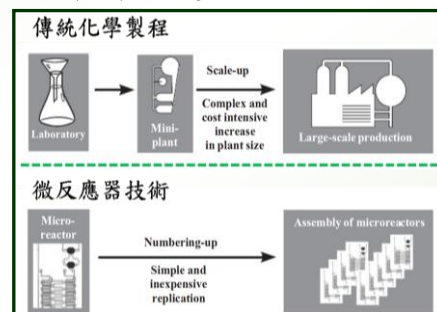 傳統化學製程
Laboratory
Mini-
plant
Scale-up
Complex and
cost intensive
increase
in plant size
Large-scale production
微反應器技術
Micro-
reactor
Numbering-up
Simple and
inexpensive
replication
Assembly of microreactors